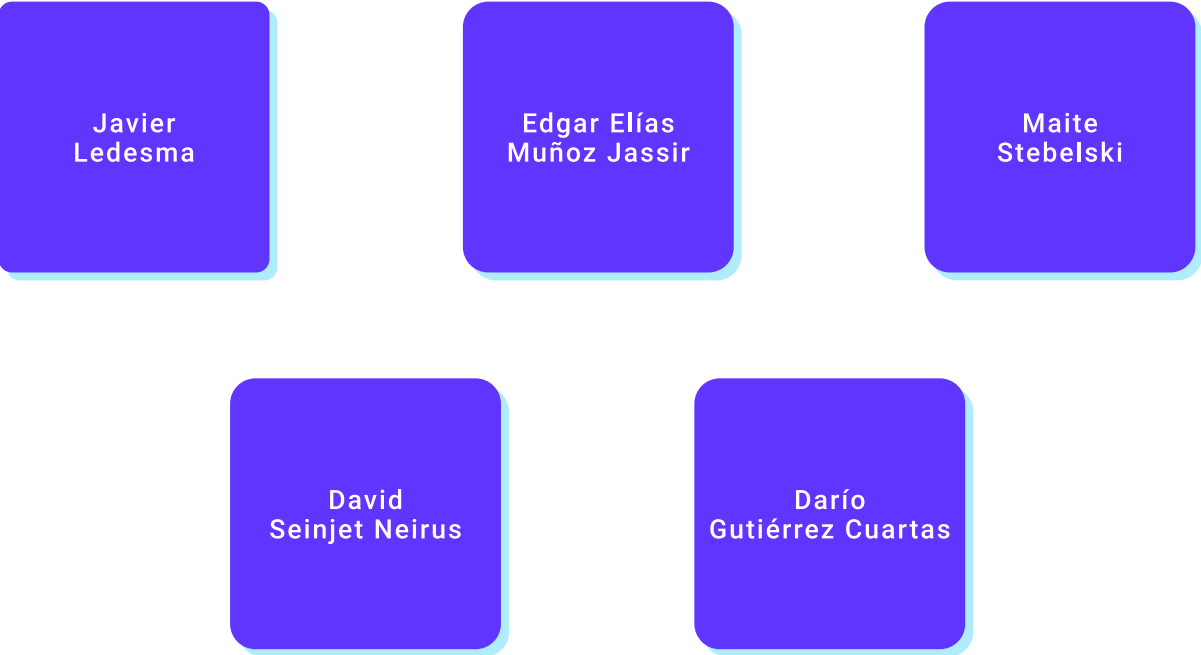 Javier
Ledesma
Edgar Elías
Muñoz Jassir
Maite
Stebelski
David
Seinjet Neirus
Darío
Gutiérrez Cuartas